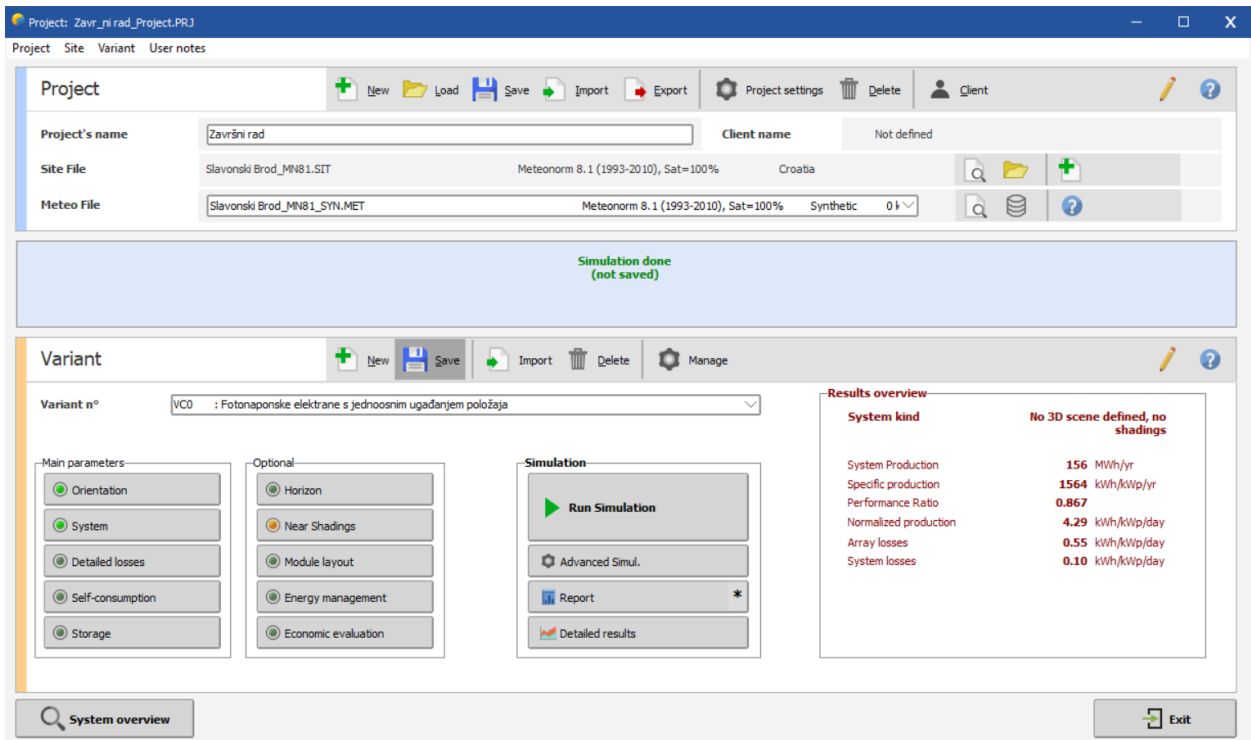 Project: Zavr_ni rad_Project.PRJ
Project Site Variant User notes
Project New Load Save Import Export Project settings Delete Client
Project's name Završni rad Client name Not defined
Site File Slavonski Brod_MN81.SIT Meteonorm 8.1 (1993-2010), Sat=100% Croatia
Meteo File Slavonski Brod_MN81_SYN.MET Meteonorm 8.1 (1993-2010), Sat=100% Synthetic 0 k
Simulation done
(not saved)
Variant New Save Import Delete Manage
Variant n° VC0 : Fotonaponske elektrane s jednoosnim ugađanjem položaja
Main parameters
Orientation
System
Detailed losses
Self-consumption
Storage
Optional
Horizon
Near Shadings
Module layout
Energy management
Economic evaluation
Simulation
Run Simulation
Advanced Simul.
Report *
Detailed results
Results overview
System kind No 3D scene defined, no
shadings
System Production 156 MWh/yr
Specific production 1564 kWh/kWp/yr
Performance Ratio 0.867
Normalized production 4.29 kWh/kWp/day
Array losses 0.55 kWh/kWp/day
System losses 0.10 kWh/kWp/day
System overview
Exit